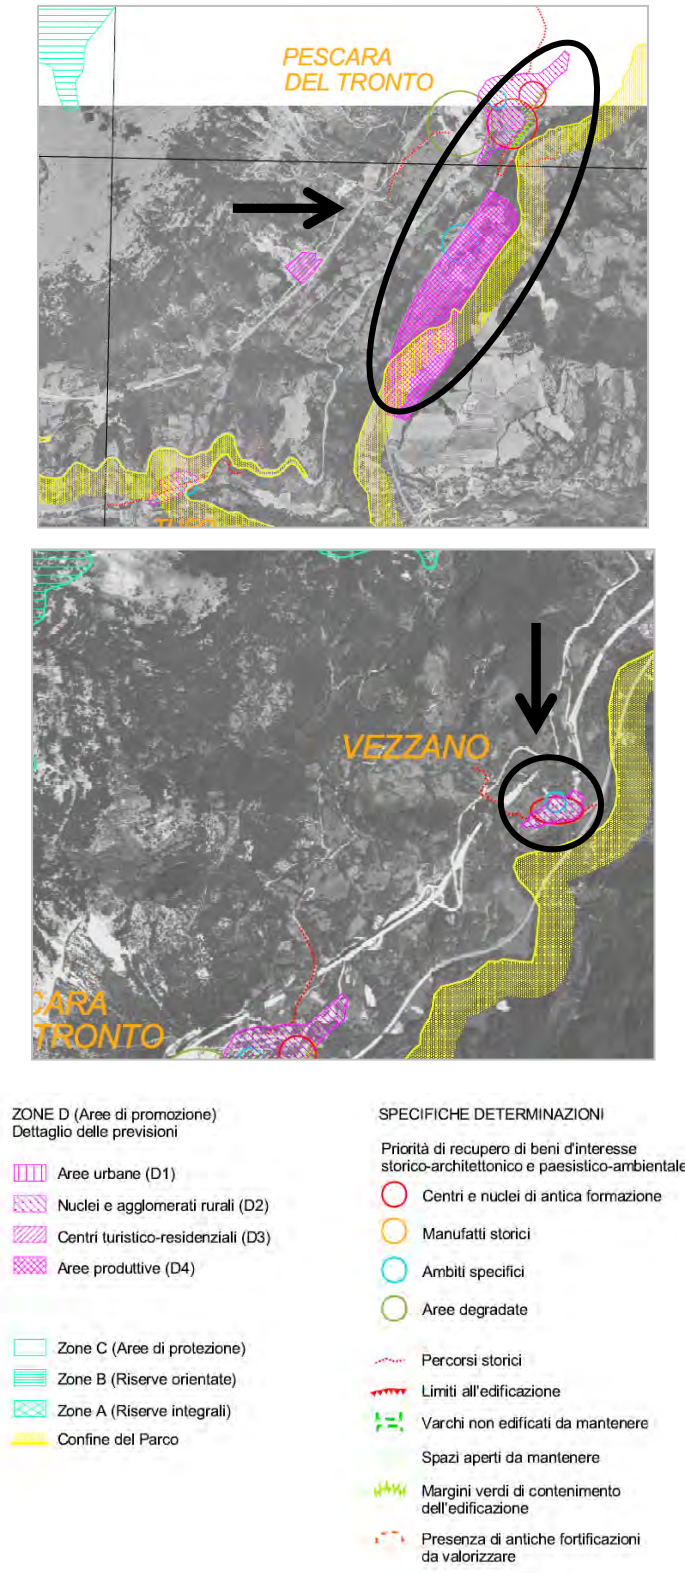 PESCARA
DEL TRONTO
VEZZANO
CARA
TRONTO
ZONE D (Aree di promozione)
Dettaglio delle previsioni
Aree urbane (D1)
Nuclei e agglomerati rurali (D2)
Centri turistico-residenziali (D3)
Aree produttive (D4)
Zone C (Aree di protezione)
Zone B (Riserve orientate)
Zona A (Riserve integrali)
Confine del Parco
SPECIFICHE DETERMINAZIONI
Priorità di recupero di beni d'interesse
storico-architettonico e paesistico-ambientale
Centri e nuclei di antica formazione
Manufatti storici
Ambiti specifici
Aree degradate
Percorsi storici
Limiti all'edificazione
Varchi non edificati da mantenere
Spazi aperti da mantenere
Margini verdi di contenimento
dell'edificazione
Presenza di antiche fortificazioni
da valorizzare